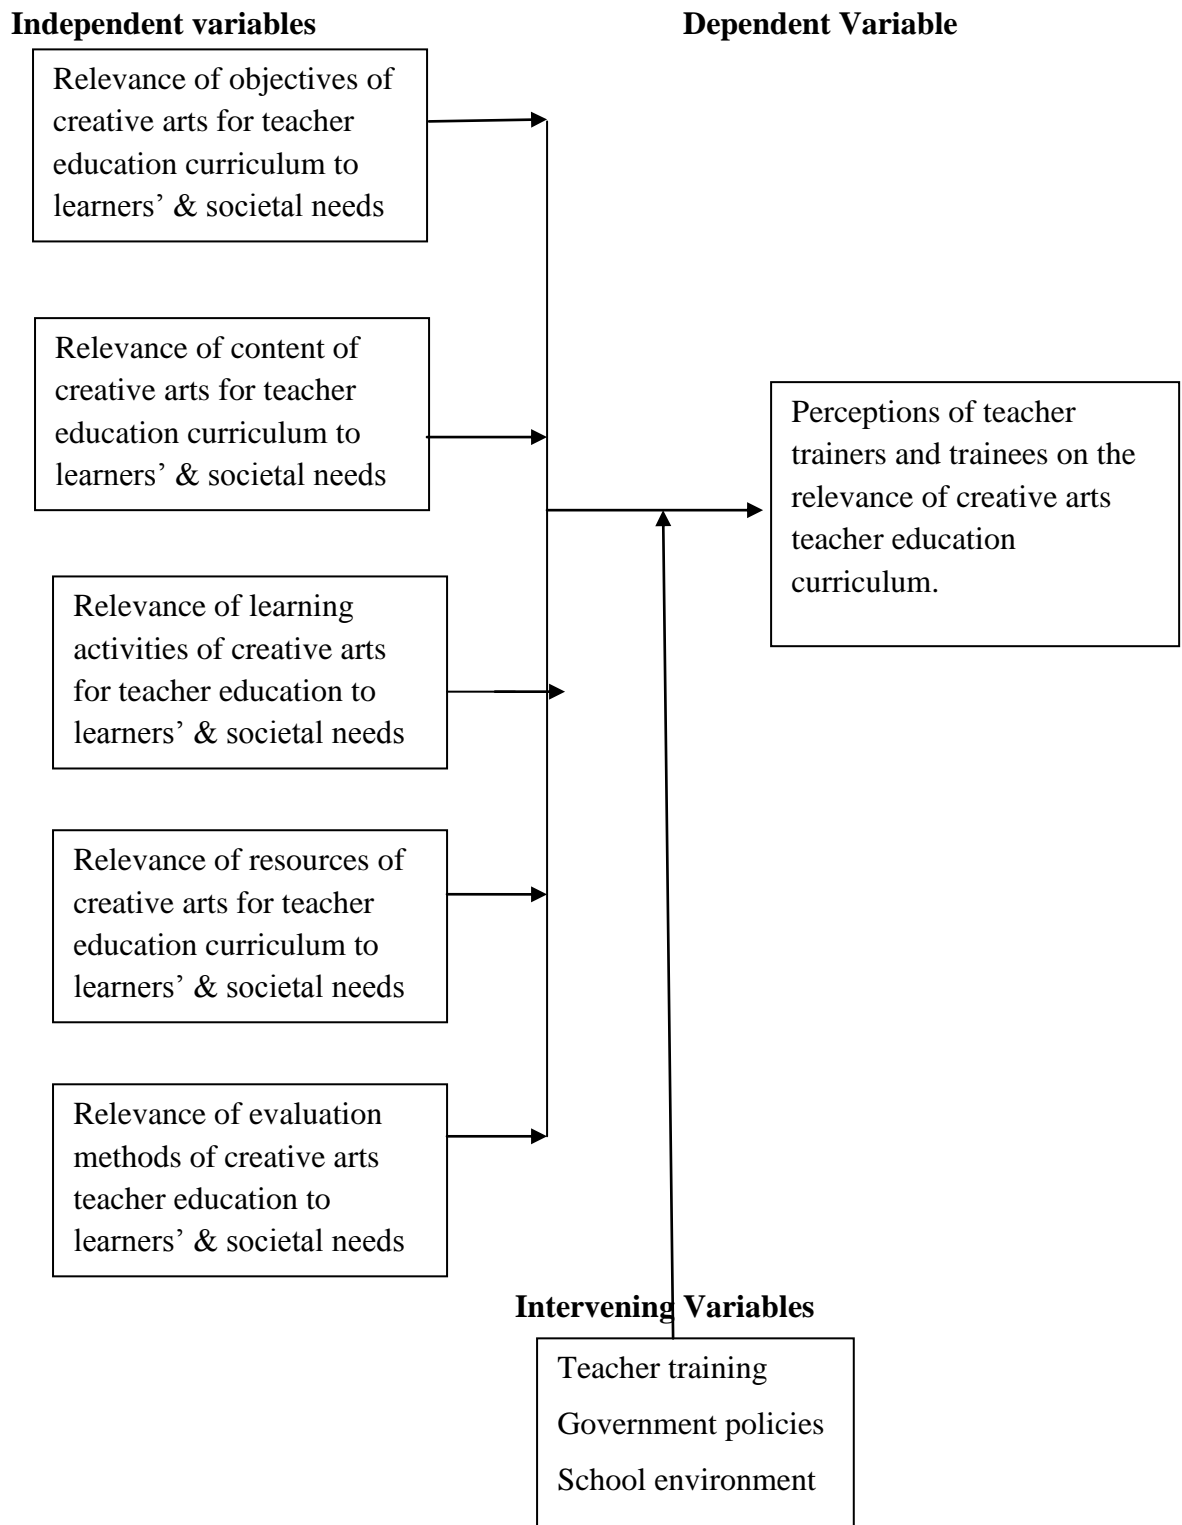 Independent variables
Dependent Variable
Relevance of objectives of
creative arts for teacher
education curriculum to
learners’ & societal needs
Relevance of content of
creative arts for teacher
education curriculum to
learners’ & societal needs
Perceptions of teacher
trainers and trainees on the
relevance of creative arts
teacher education
curriculum.
Relevance of learning
activities of creative arts
for teacher education to
learners’ & societal needs
Relevance of resources of
creative arts for teacher
education curriculum to
learners’ & societal needs
Relevance of evaluation
methods of creative arts
teacher education to
learners’ & societal needs
Intervening Variables
Teacher training
Government policies
School environment